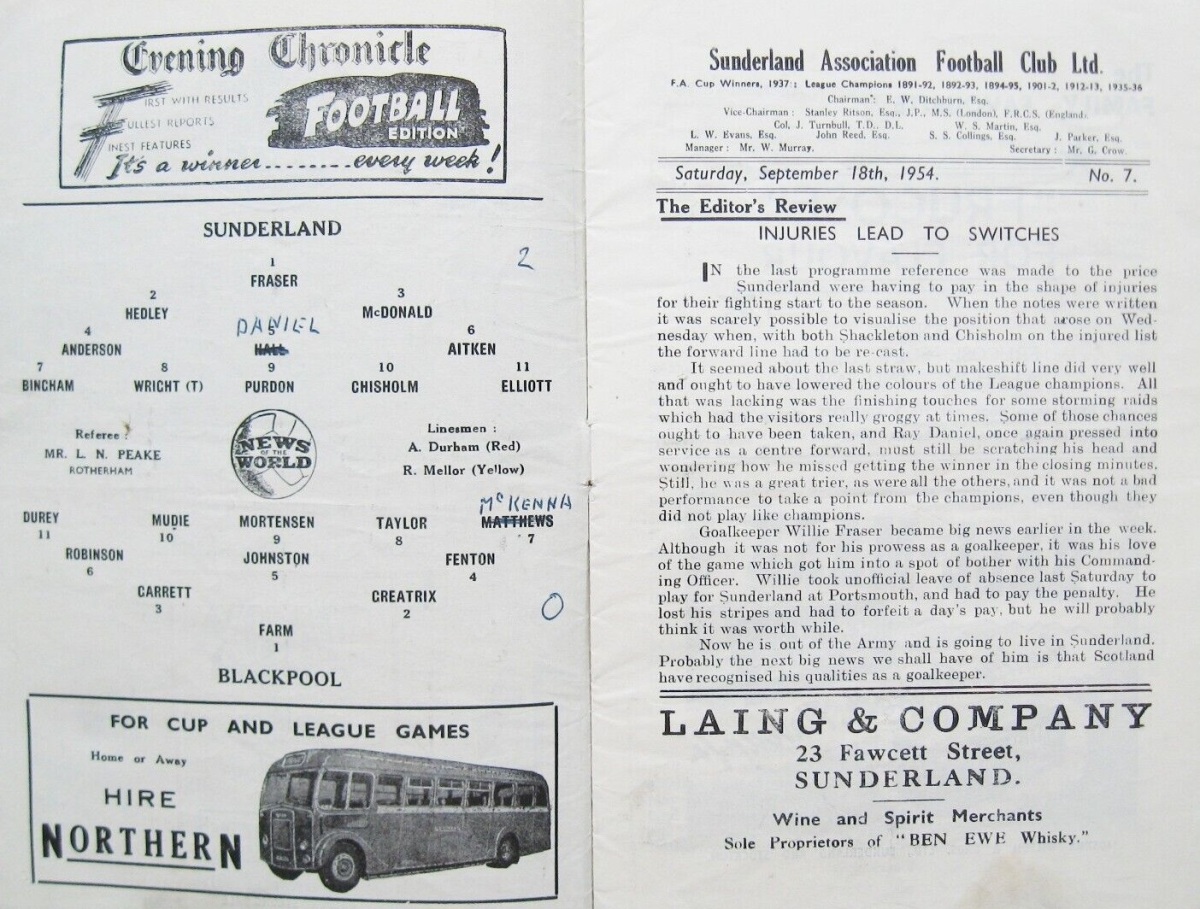 Evening Chronicle
FIRST WITH RESULTS
FULLEST REPORTS
FINEST FEATURES
FOOTBALL
EDITION
It's a winner.......every week!
SUNDERLAND
2
1
FRASER
2
HEDLEY
3
McDONALD
4
ANDERSON
DANIEL
5
HALL
6
AITKEN
7
BINGHAM
8
WRIGHT (T)
9
PURDON
10
CHISHOLM
11
ELLIOTT
Referee :
MR. L. N. PEAKE
ROTHERHAM
NEWS
OF THE
WORLD
Linesmen :
A. Durham (Red)
R. Mellor (Yellow)
McKENNA
DUREY
11
MUDIE
10
MORTENSEN
9
TAYLOR
8
MATTHEWS
7
ROBINSON
6
JOHNSTON
5
FENTON
4
GARRETT
3
CREATRIX
2
0
FARM
1
BLACKPOOL
FOR CUP AND LEAGUE GAMES
Home or Away
HIRE
NORTHERN
Sunderland Association Football Club Ltd.
F.A. Cup Winners, 1937 ; League Champions 1891-92, 1892-93, 1894-95, 1901-2, 1912-13, 1935-36
Chairman : E. W. Ditchburn, Esq.
Vice-Chairman : Stanley Ritson, Esq., J.P., M.S. (London), F.R.C.S. (England).
Col. J. Turnbull, T.D., D.L. W. S. Martin, Esq.
L. W. Evans, Esq. John Reed, Esq. S. S. Collings, Esq. J. Parker, Esq.
Manager : Mr. W. Murray. Secretary : Mr. G. Crow.
Saturday, September 18th, 1954. No. 7.
The Editor's Review
INJURIES LEAD TO SWITCHES
IN the last programme reference was made to the price
Sunderland were having to pay in the shape of injuries
for their fighting start to the season. When the notes were written
it was scarely possible to visualise the position that arose on Wed-
nesday when, with both Shackleton and Chisholm on the injured list
the forward line had to be re-cast.
It seemed about the last straw, but makeshift line did very well
and ought to have lowered the colours of the League champions. All
that was lacking was the finishing touches for some storming raids
which had the visitors really groggy at times. Some of those chances
ought to have been taken, and Ray Daniel, once again pressed into
service as a centre forward, must still be scratching his head and
wondering how he missed getting the winner in the closing minutes.
Still, he was a great trier, as were all the others, and it was not a bad
performance to take a point from the champions, even though they
did not play like champions.
Goalkeeper Willie Fraser became big news earlier in the week.
Although it was not for his prowess as a goalkeeper, it was his love
of the game which got him into a spot of bother with his Command-
ing Officer. Willie took unofficial leave of absence last Saturday to
play for Sunderland at Portsmouth, and had to pay the penalty. He
lost his stripes and had to forfeit a day's pay, but he will probably
think it was worth while.
Now he is out of the Army and is going to live in Sunderland.
Probably the next big news we shall have of him is that Scotland
have recognised his qualities as a goalkeeper.
LAING & COMPANY
23 Fawcett Street,
SUNDERLAND.
Wine and Spirit Merchants
Sole Proprietors of "BEN EWE Whisky."